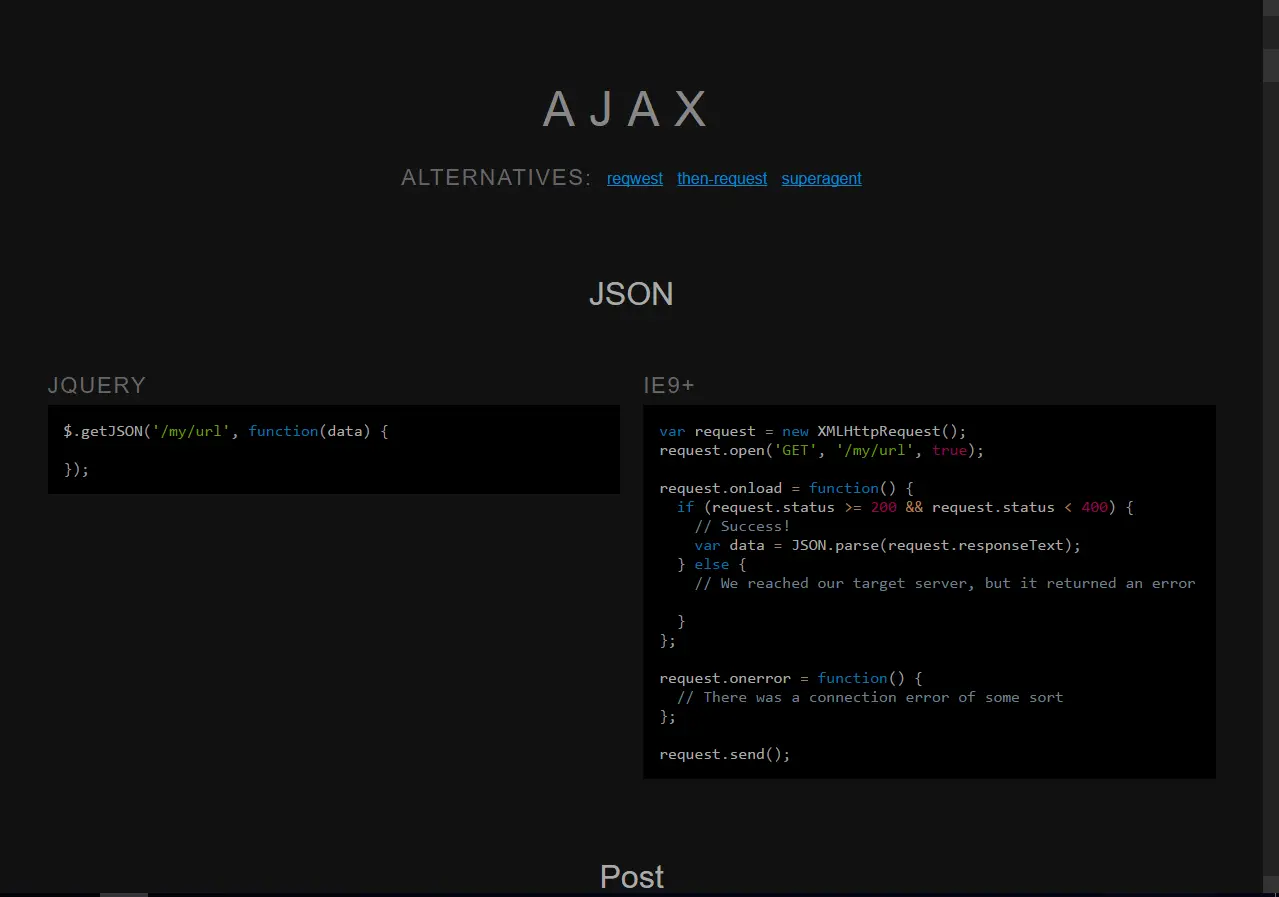 AJAX
ALTERNATIVES: reqwest then-request superagent
JSON
JQUERY
$.getJSON('/my/url', function(data) {

});
IE9+
var request = new XMLHttpRequest();
request.open('GET', '/my/url', true);

request.onload = function() {
  if (request.status >= 200 && request.status < 400) {
    // Success!
    var data = JSON.parse(request.responseText);
  } else {
    // We reached our target server, but it returned an error

  }
};

request.onerror = function() {
  // There was a connection error of some sort
};

request.send();
Post